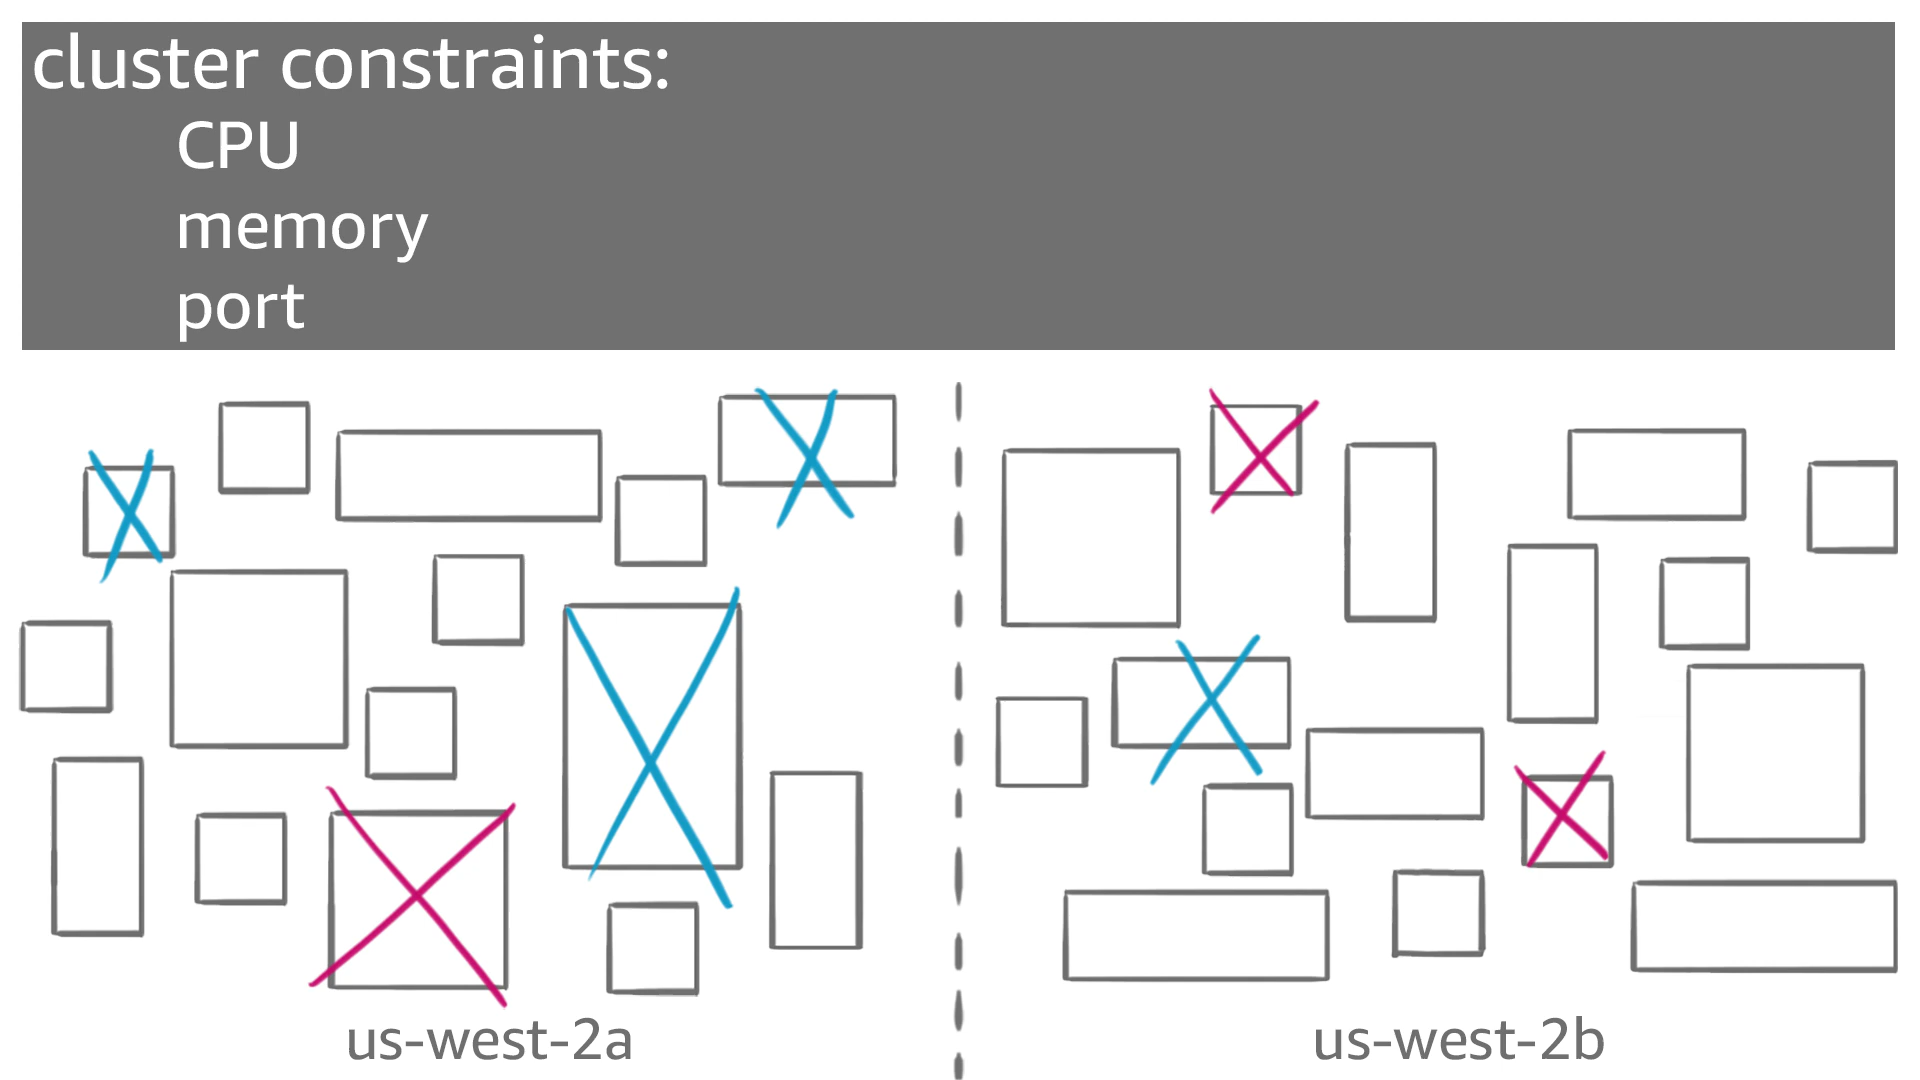 cluster constraints:
CPU
memory
port
us-west-2a
us-west-2b